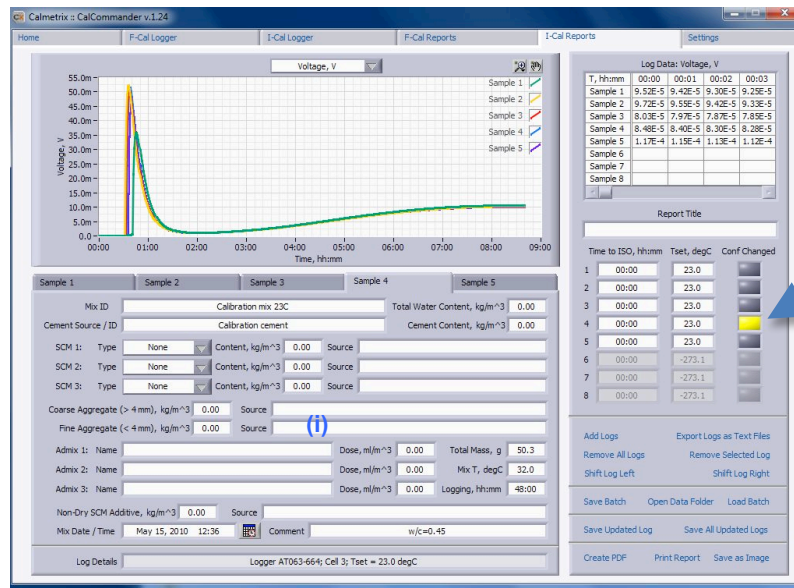 Calmetrix :: CalCommander v.1.24
Home F-Cal Logger I-Cal Logger F-Cal Reports I-Cal Reports Settings
Voltage, V
Sample 1
Sample 2
Sample 3
Sample 4
Sample 5
Voltage, V
55.0m
50.0m
45.0m
40.0m
35.0m
30.0m
25.0m
20.0m
15.0m
10.0m
5.0m
0.0
00:00 01:00 02:00 03:00 04:00 05:00 06:00 07:00 08:00 09:00
Time, hh:mm
Log Data: Voltage, V
T, hh:mm 00:00 00:01 00:02 00:03
Sample 1 9.52E-5 9.42E-5 9.30E-5 9.25E-5
Sample 2 9.72E-5 9.55E-5 9.42E-5 9.33E-5
Sample 3 8.03E-5 7.97E-5 7.87E-5 7.85E-5
Sample 4 8.48E-5 8.40E-5 8.30E-5 8.28E-5
Sample 5 1.17E-4 1.15E-4 1.13E-4 1.12E-4
Sample 6
Sample 7
Sample 8
Report Title
Time to ISO, hh:mm Tset, degC Conf Changed
1 00:00 23.0
2 00:00 23.0
3 00:00 23.0
4 00:00 23.0
5 00:00 23.0
6 00:00 -273.1
7 00:00 -273.1
8 00:00 -273.1
Sample 1 Sample 2 Sample 3 Sample 4 Sample 5
Mix ID Calibration mix 23C Total Water Content, kg/m^3 0.00
Cement Source / ID Calibration cement Cement Content, kg/m^3 0.00
SCM 1: Type None Content, kg/m^3 0.00 Source
SCM 2: Type None Content, kg/m^3 0.00 Source
SCM 3: Type None Content, kg/m^3 0.00 Source
Coarse Aggregate (> 4 mm), kg/m^3 0.00 Source
Fine Aggregate (< 4 mm), kg/m^3 0.00 Source
(i)
Admix 1: Name Dose, ml/m^3 0.00 Total Mass, g 50.3
Admix 2: Name Dose, ml/m^3 0.00 Mix T, degC 32.0
Admix 3: Name Dose, ml/m^3 0.00 Logging, hh:mm 48:00
Non-Dry SCM Additive, kg/m^3 0.00 Source
Mix Date / Time May 15, 2010 12:36 Comment w/c=0.45
Log Details Logger AT063-664; Cell 3; Tset = 23.0 degC
Add Logs Export Logs as Text Files
Remove All Logs Remove Selected Log
Shift Log Left Shilft Log Right
Save Batch Open Data Folder Load Batch
Save Updated Log Save All Updated Logs
Create PDF Print Report Save as Image